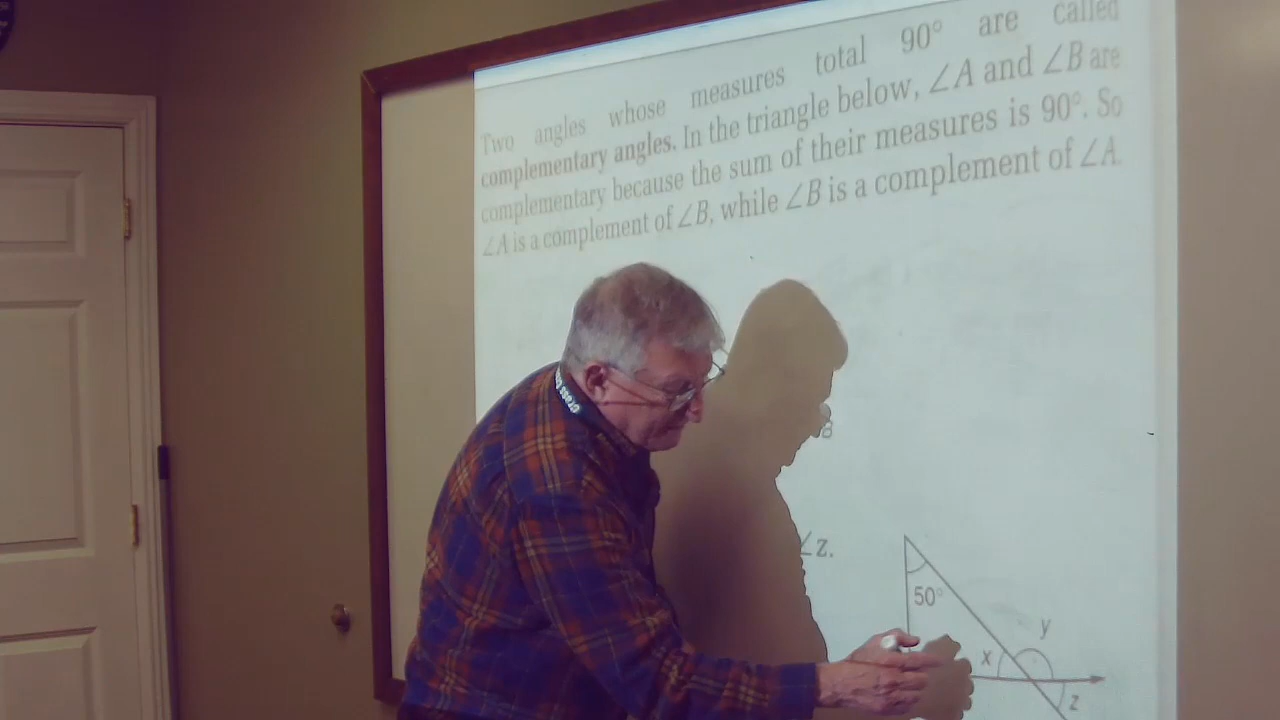 Two angles whose measures total 90° are called
complementary angles. In the triangle below, ∠A and ∠B are
complementary because the sum of their measures is 90°. So
∠A is a complement of ∠B, while ∠B is a complement of ∠A
B
∠z.
50°
y
x
z